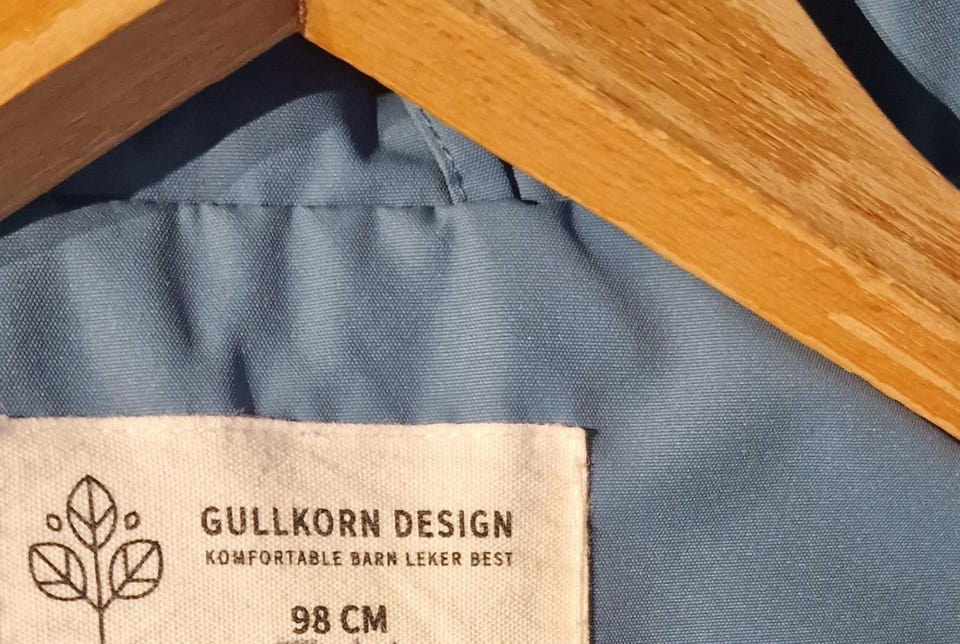 GULLKORN DESIGN
KOMFORTABLE BARN LEKER BEST
98 CM